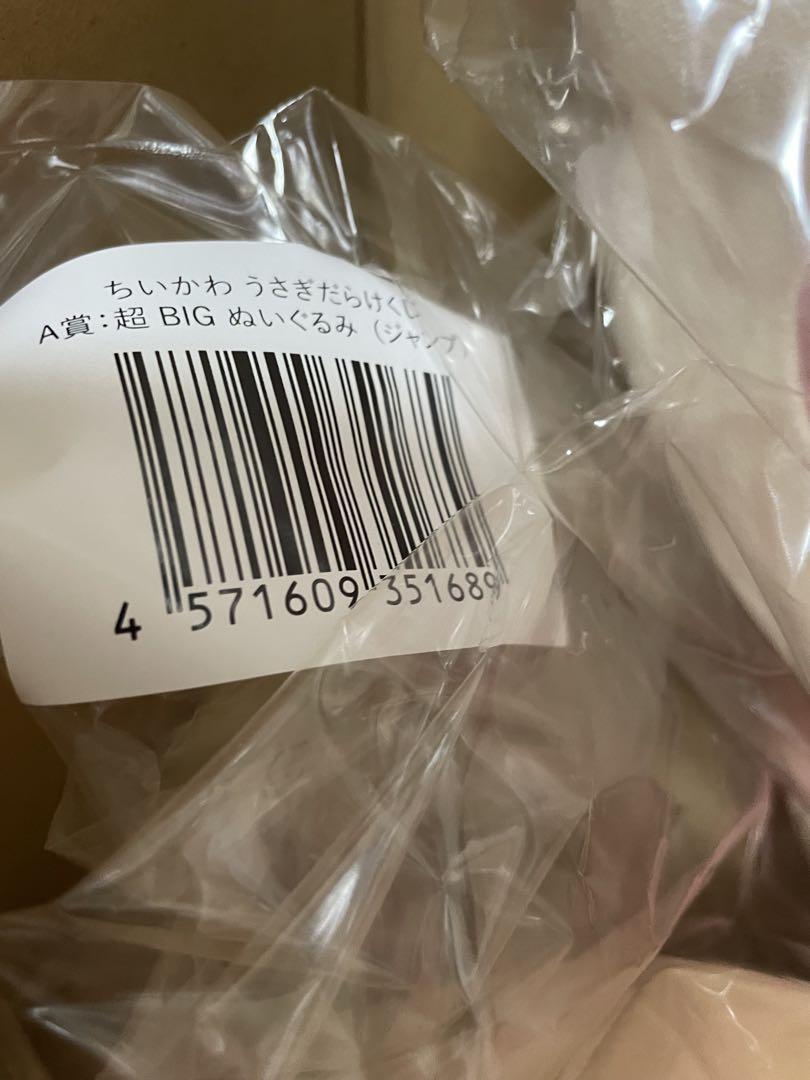 ちいかわ うさぎだらけくじ
A賞:超 BIG ぬいぐるみ (ジャンプ)
4 571609 351689